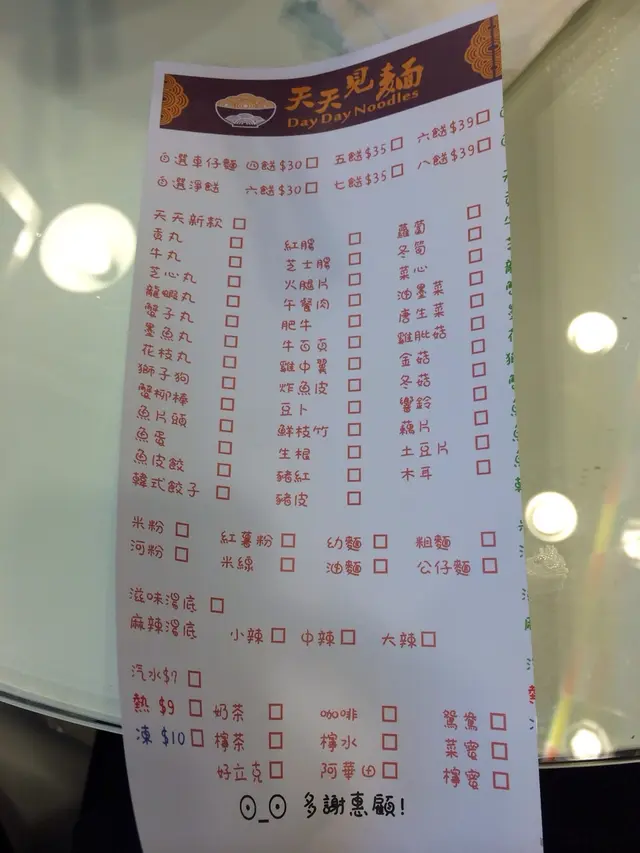 天天見麵
Day Day Noodles
自選車仔麵 四餸$30 五餸$35 六餸$39
自選淨餸 六餸$30 七餸$35 八餸$39
天天新款
貢丸 紅腸 蘿蔔
牛丸 芝士腸 冬筍
芝心丸 火腿片 菜心
龍蝦丸 午餐肉 油墨菜
蟹子丸 肥牛 唐生菜
墨魚丸 牛百頁 雞肶菇
花枝丸 雞中翼 金菇
獅子狗 炸魚皮 冬菇
蟹柳棒 豆卜 響鈴
魚片頭 鮮枝竹 藕片
魚蛋 生根 土豆片
魚皮餃 豬紅 木耳
韓式餃子 豬皮
米粉 紅薯粉 幼麵 粗麵
河粉 米線 油麵 公仔麵
滋味湯底
麻辣湯底 小辣 中辣 大辣
汽水$7
熱 $9 奶茶 咖啡 鴛鴦
凍 $10 檸茶 檸水 菜蜜
好立克 阿華田 檸蜜
多謝惠顧!